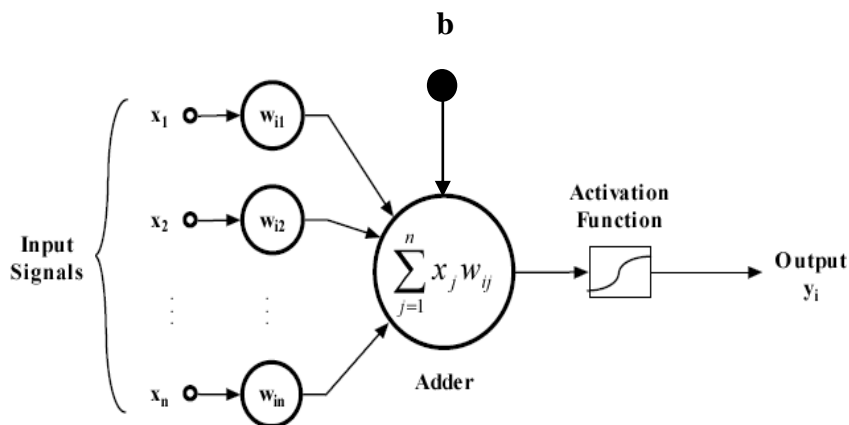 b
x₁
wᵢ₁
x₂
wᵢ₂
Input
Signals
xₙ
wᵢₙ
n
∑ xⱼ wᵢⱼ
j=1
Adder
Activation
Function
Output
yᵢ